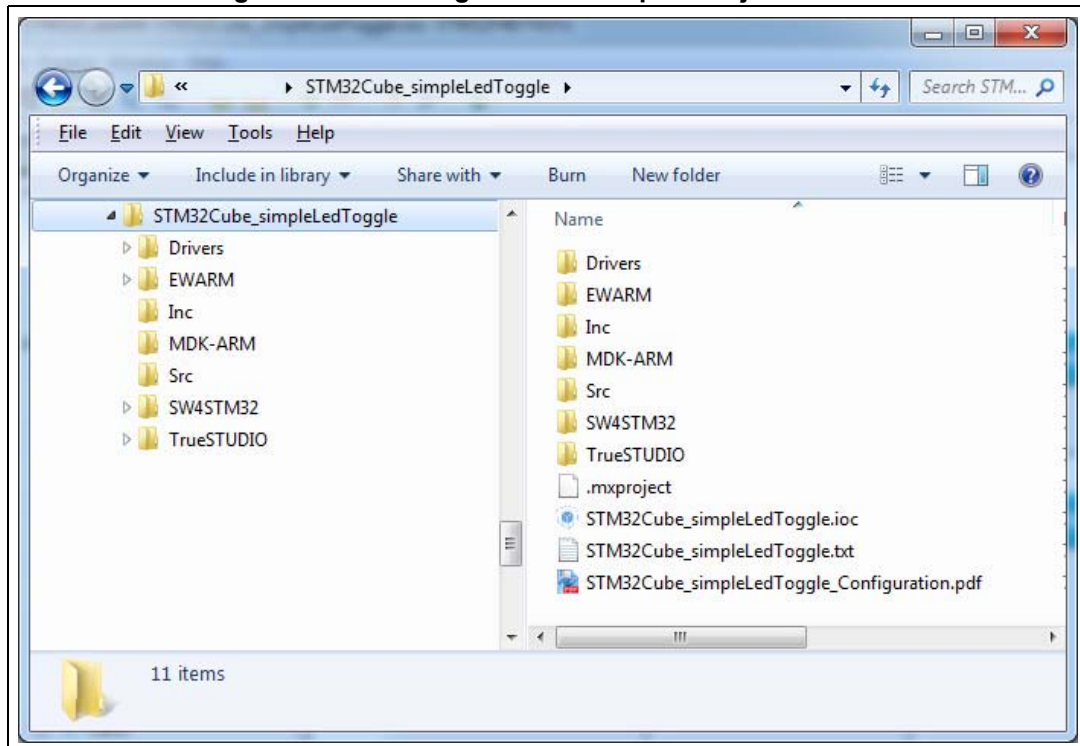 « ▸ STM32Cube_simpleLedToggle ▸ Search STM...
File Edit View Tools Help
Organize ▾ Include in library ▾ Share with ▾ Burn New folder
STM32Cube_simpleLedToggle
Drivers
EWARM
Inc
MDK-ARM
Src
SW4STM32
TrueSTUDIO
Name
Drivers
EWARM
Inc
MDK-ARM
Src
SW4STM32
TrueSTUDIO
.mxproject
STM32Cube_simpleLedToggle.ioc
STM32Cube_simpleLedToggle.txt
STM32Cube_simpleLedToggle_Configuration.pdf
11 items